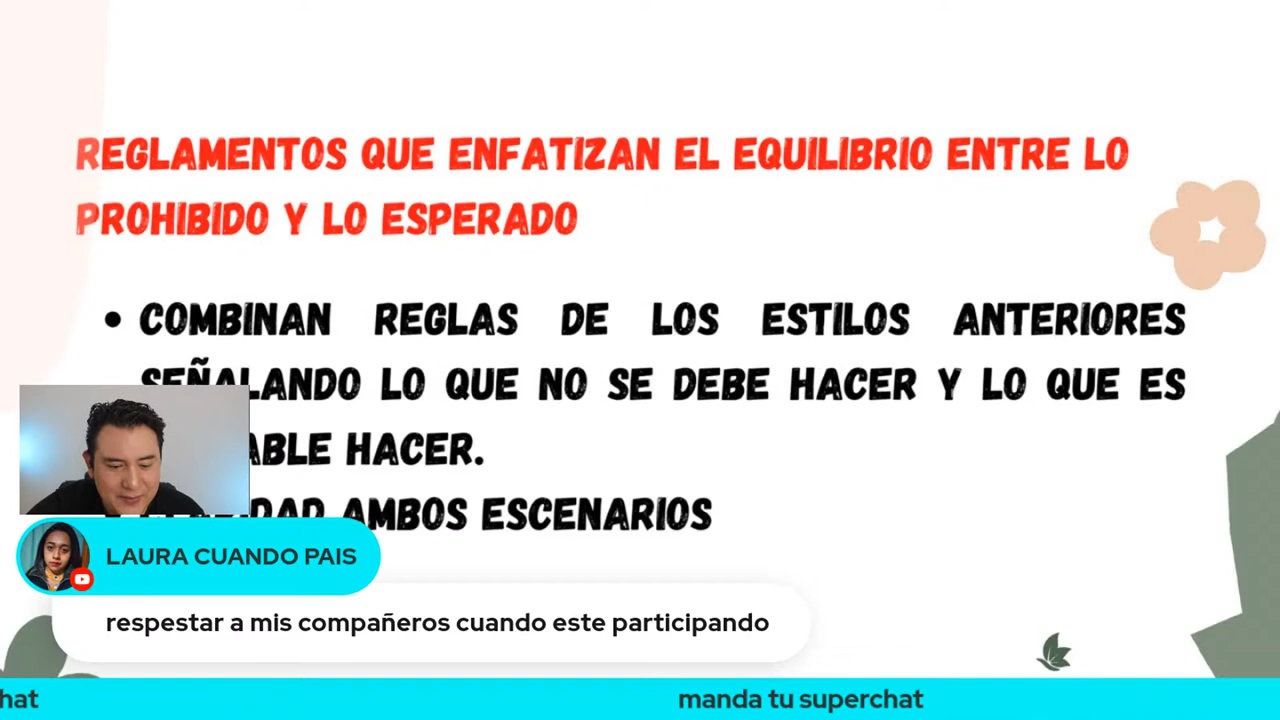 REGLAMENTOS QUE ENFATIZAN EL EQUILIBRIO ENTRE LO
PROHIBIDO Y LO ESPERADO
• COMBINAN REGLAS DE LOS ESTILOS ANTERIORES
SEÑALANDO LO QUE NO SE DEBE HACER Y LO QUE ES
ABLE HACER.
AMBOS ESCENARIOS
LAURA CUANDO PAIS
respestar a mis compañeros cuando este participando
hat
manda tu superchat